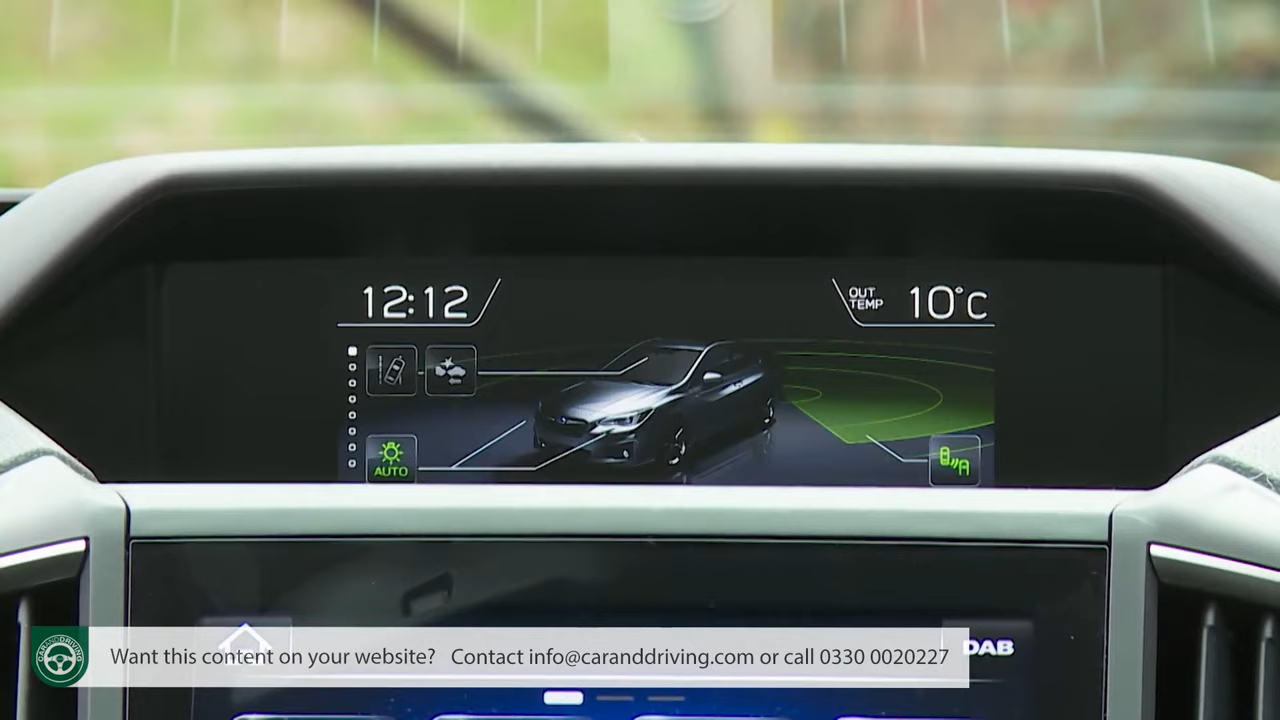 12:12
OUT TEMP 10°C
AUTO
A
DAB
CARANDDRIVING
Want this content on your website? Contact info@caranddriving.com or call 0330 0020227